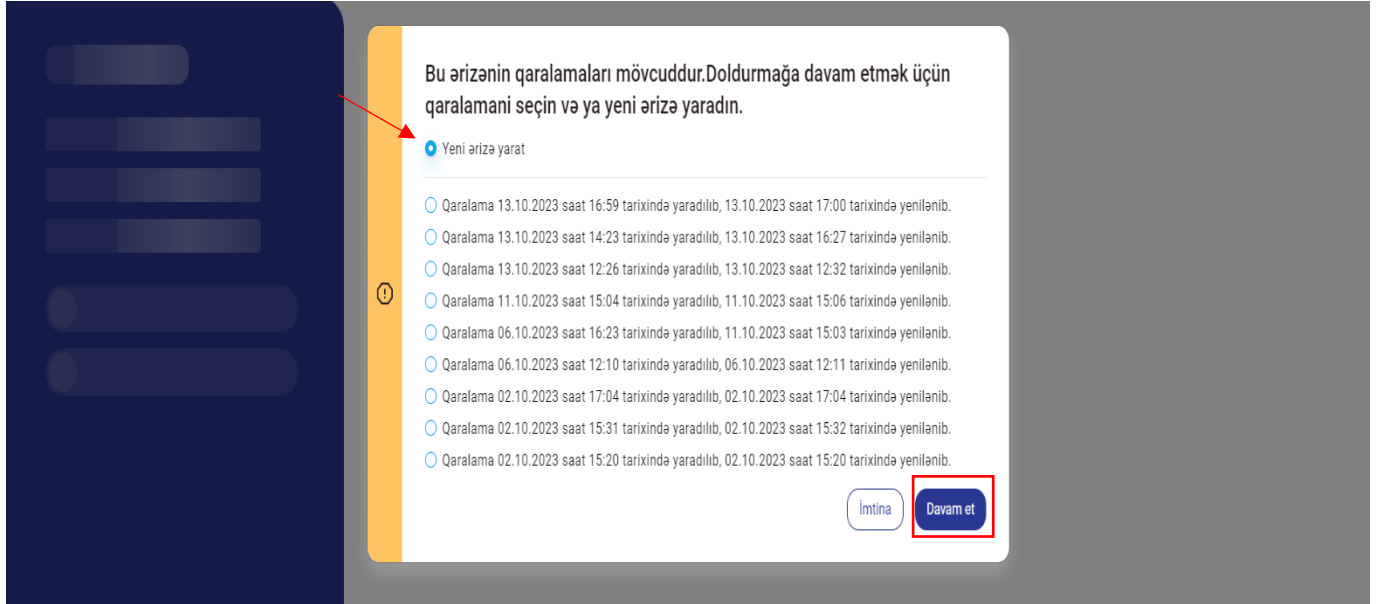 Bu ərizənin qaralamaları mövcuddur.Doldurmağa davam etmək üçün
qaralamani seçin və ya yeni ərizə yaradın.
Yeni ərizə yarat
Qaralama 13.10.2023 saat 16:59 tarixində yaradılıb, 13.10.2023 saat 17:00 tarixində yenilənib.
Qaralama 13.10.2023 saat 14:23 tarixində yaradılıb, 13.10.2023 saat 16:27 tarixində yenilənib.
Qaralama 13.10.2023 saat 12:26 tarixində yaradılıb, 13.10.2023 saat 12:32 tarixində yenilənib.
Qaralama 11.10.2023 saat 15:04 tarixində yaradılıb, 11.10.2023 saat 15:06 tarixində yenilənib.
Qaralama 06.10.2023 saat 16:23 tarixində yaradılıb, 11.10.2023 saat 15:03 tarixində yenilənib.
Qaralama 06.10.2023 saat 12:10 tarixində yaradılıb, 06.10.2023 saat 12:11 tarixində yenilənib.
Qaralama 02.10.2023 saat 17:04 tarixində yaradılıb, 02.10.2023 saat 17:04 tarixində yenilənib.
Qaralama 02.10.2023 saat 15:31 tarixində yaradılıb, 02.10.2023 saat 15:32 tarixində yenilənib.
Qaralama 02.10.2023 saat 15:20 tarixində yaradılıb, 02.10.2023 saat 15:20 tarixində yenilənib.
İmtina
Davam et